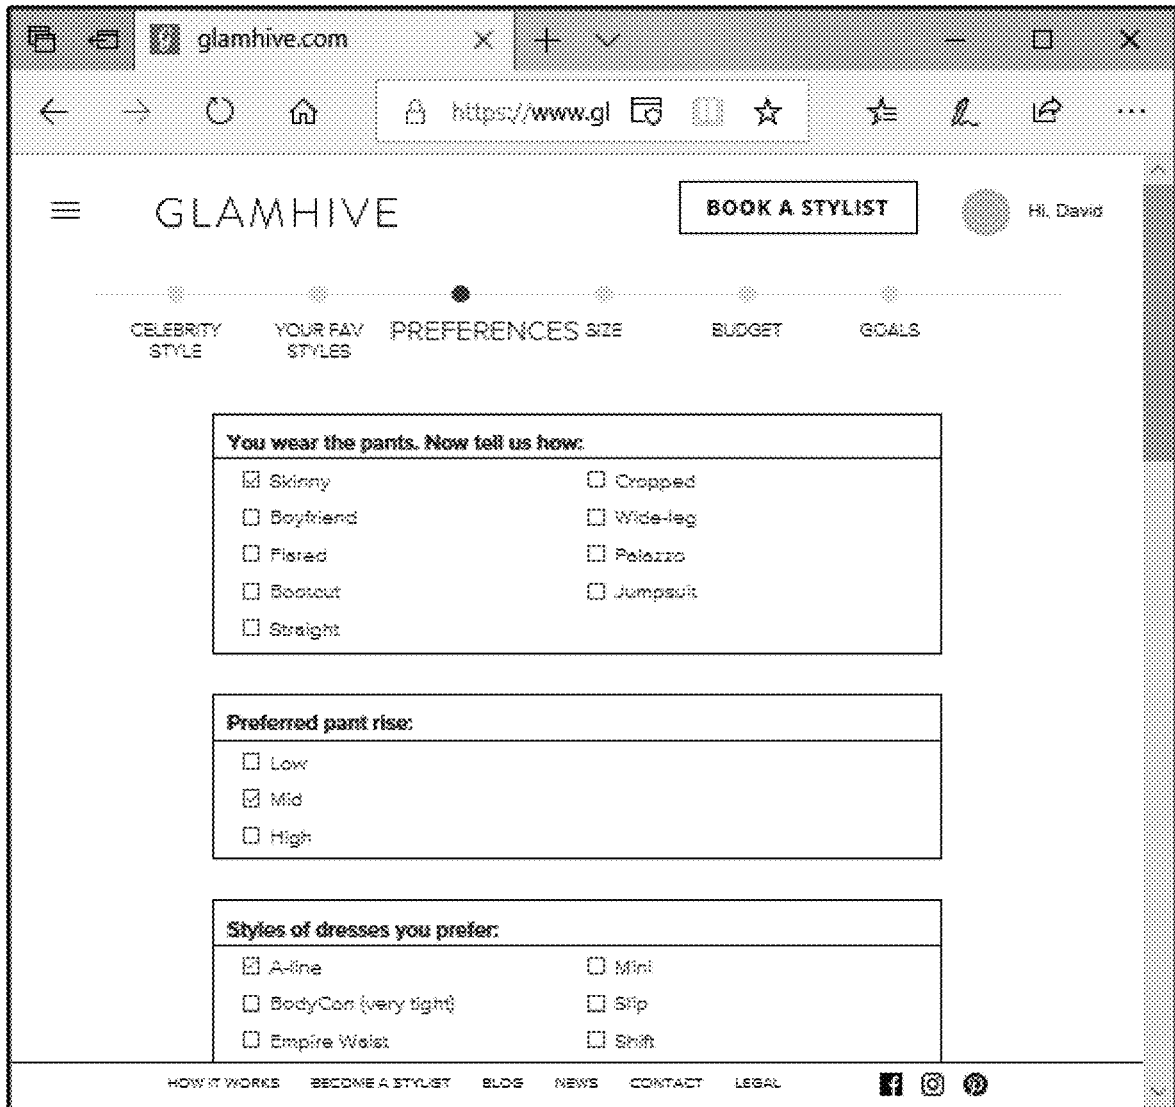 glamhive.com
https://www.gl
GLAMHIVE
BOOK A STYLIST
Hi, David
CELEBRITY STYLE
YOUR FAV STYLES
PREFERENCES
SIZE
BUDGET
GOALS
You wear the pants. Now tell us how:
Skinny
Boyfriend
Flared
Bootcut
Straight
Cropped
Wide-leg
Palazzo
Jumpsuit
Preferred pant rise:
Low
Mid
High
Styles of dresses you prefer:
A-line
BodyCon (very tight)
Empire Waist
Mini
Slip
Shift
HOW IT WORKS BECOME A STYLIST BLOG NEWS CONTACT LEGAL